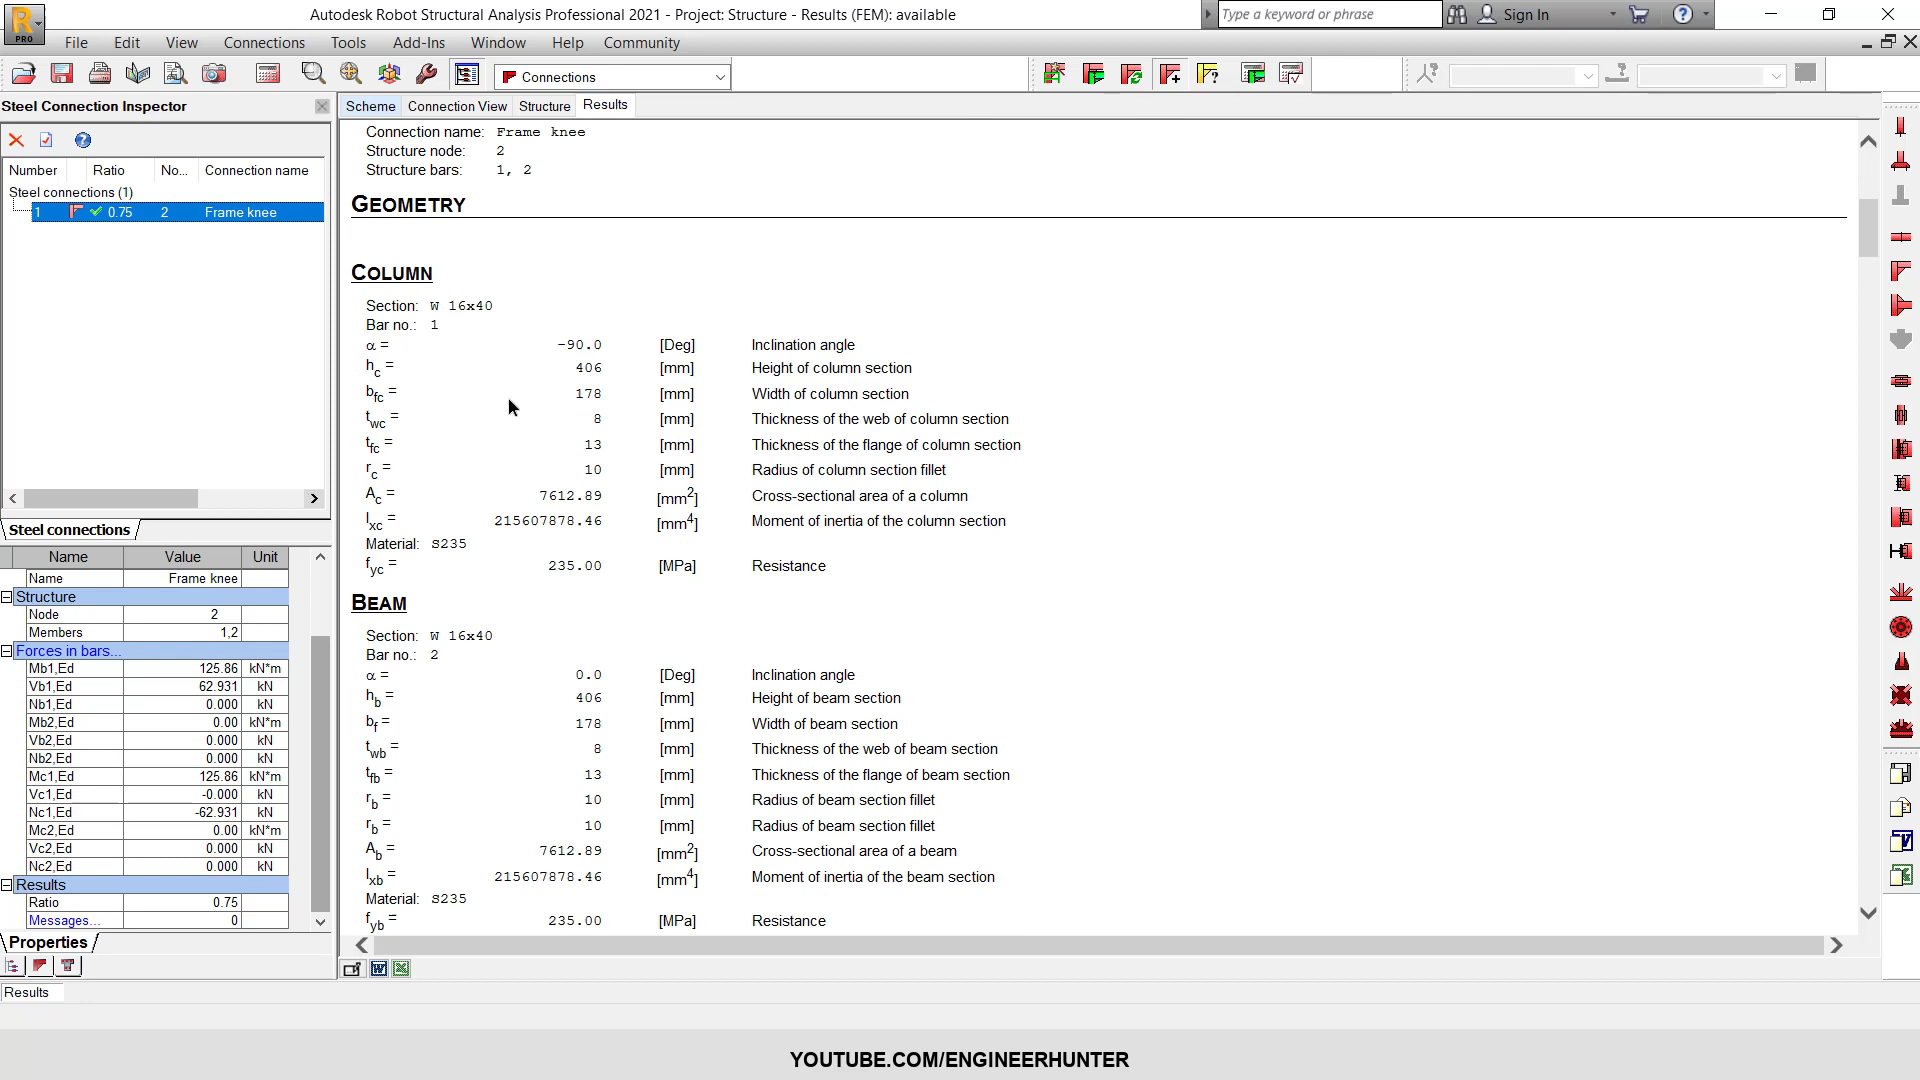 R
PRO
Autodesk Robot Structural Analysis Professional 2021 - Project: Structure - Results (FEM): available
Type a keyword or phrase
Sign In
File Edit View Connections Tools Add-Ins Window Help Community
Connections
Steel Connection Inspector
Number Ratio No... Connection name
Steel connections (1)
1 0.75 2 Frame knee
Steel connections
Name Value Unit
Name Frame knee
Structure
Node 2
Members 1,2
Forces in bars...
Mb1,Ed 125.86 kN*m
Vb1,Ed 62.931 kN
Nb1,Ed 0.000 kN
Mb2,Ed 0.00 kN*m
Vb2,Ed 0.000 kN
Nb2,Ed 0.000 kN
Mc1,Ed 125.86 kN*m
Vc1,Ed -0.000 kN
Nc1,Ed -62.931 kN
Mc2,Ed 0.00 kN*m
Vc2,Ed 0.000 kN
Nc2,Ed 0.000 kN
Results
Ratio 0.75
Messages... 0
Properties
Scheme Connection View Structure Results
Connection name: Frame knee
Structure node: 2
Structure bars: 1, 2
GEOMETRY
COLUMN
Section: W 16x40
Bar no.: 1
α = -90.0 [Deg] Inclination angle
hc = 406 [mm] Height of column section
bfc = 178 [mm] Width of column section
twc = 8 [mm] Thickness of the web of column section
tfc = 13 [mm] Thickness of the flange of column section
rc = 10 [mm] Radius of column section fillet
Ac = 7612.89 [mm2] Cross-sectional area of a column
Ixc = 215607878.46 [mm4] Moment of inertia of the column section
Material: S235
fyc = 235.00 [MPa] Resistance
BEAM
Section: W 16x40
Bar no.: 2
α = 0.0 [Deg] Inclination angle
hb = 406 [mm] Height of beam section
bf = 178 [mm] Width of beam section
twb = 8 [mm] Thickness of the web of beam section
tfb = 13 [mm] Thickness of the flange of beam section
rb = 10 [mm] Radius of beam section fillet
rb = 10 [mm] Radius of beam section fillet
Ab = 7612.89 [mm2] Cross-sectional area of a beam
Ixb = 215607878.46 [mm4] Moment of inertia of the beam section
Material: S235
fyb = 235.00 [MPa] Resistance
Results
YOUTUBE.COM/ENGINEERHUNTER